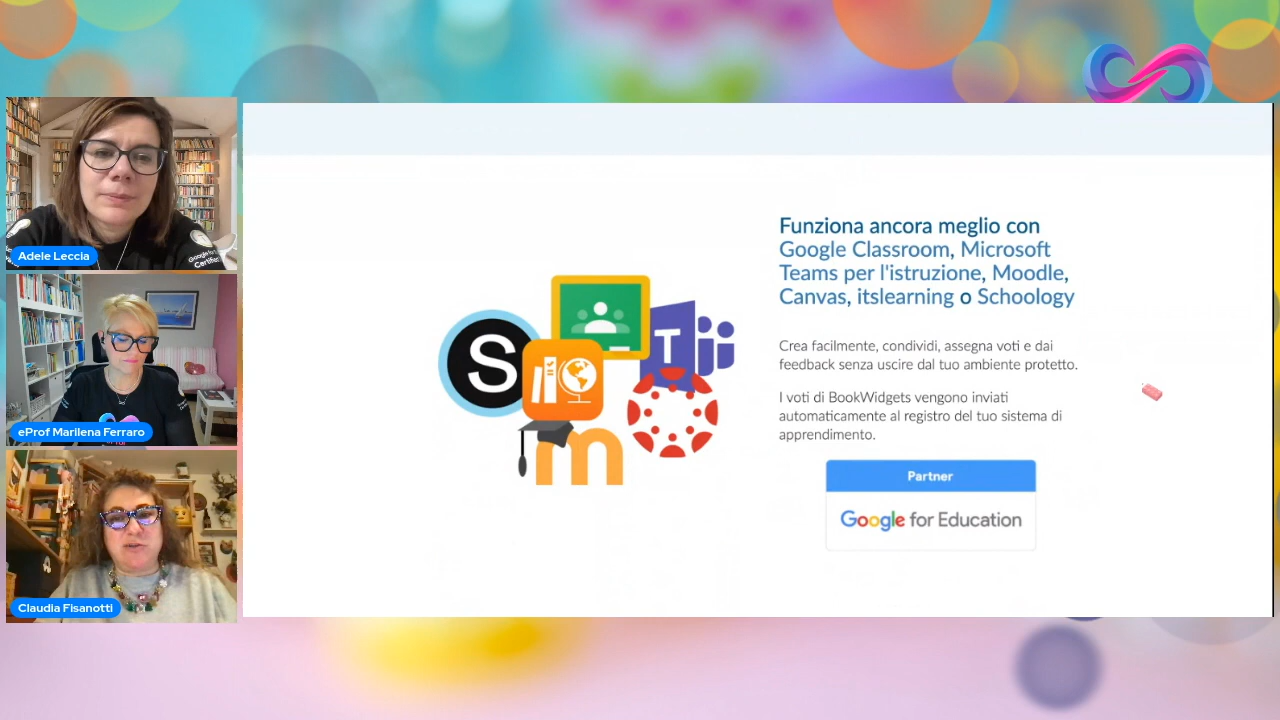 Adele Leccia
eProf Marilena Ferraro
Claudia Fisanotti
Funziona ancora meglio con
Google Classroom, Microsoft
Teams per l'istruzione, Moodle,
Canvas, itslearning o Schoology
Crea facilmente, condividi, assegna voti e dai
feedback senza uscire dal tuo ambiente protetto.
I voti di BookWidgets vengono inviati
automaticamente al registro del tuo sistema di
apprendimento.
Partner
Google for Education
S
T
m